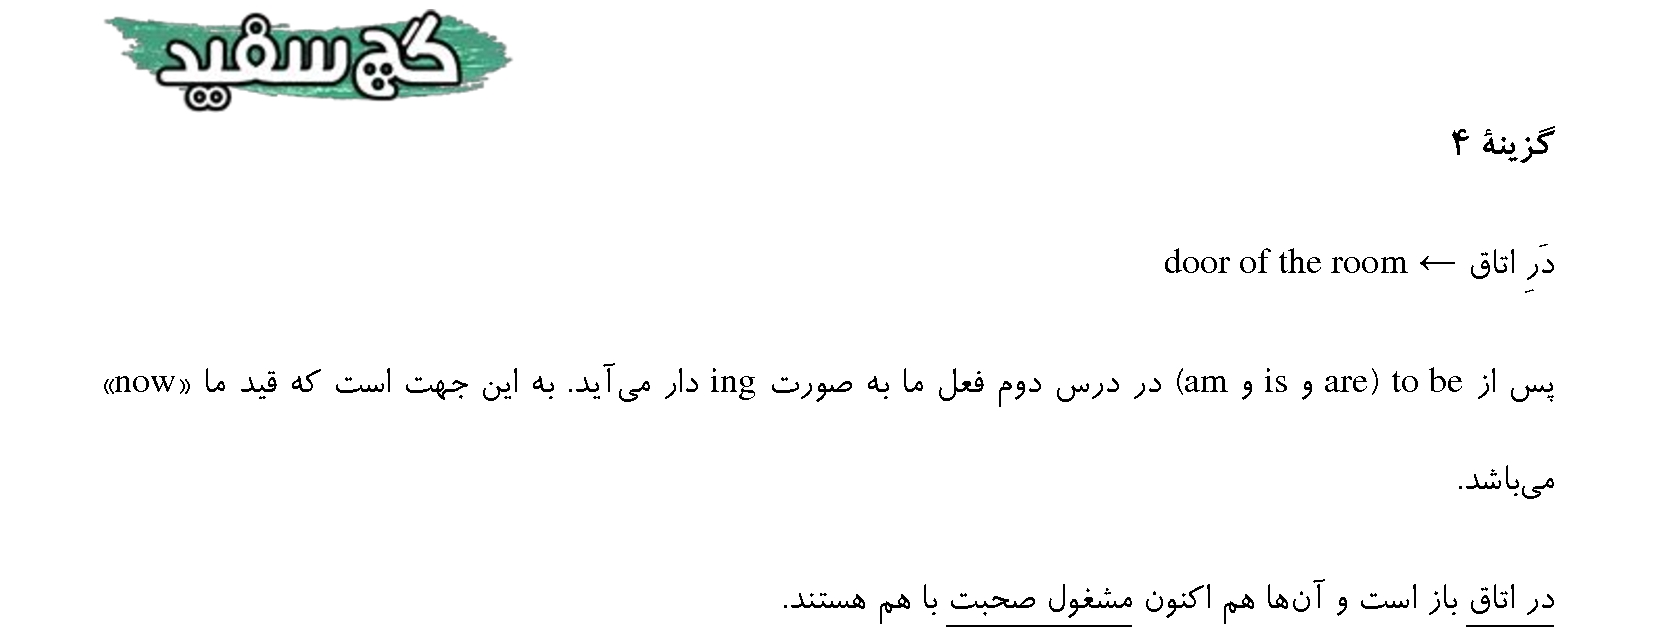 گچ سفید
گزینهٔ ۴
دَرِ اتاق ← door of the room
پس از to be (are و is و am) در درس دوم فعل ما به صورت ing دار می‌آید. به این جهت است که قید ما «now»
می‌باشد.
در اتاق باز است و آن‌ها هم اکنون مشغول صحبت با هم هستند.